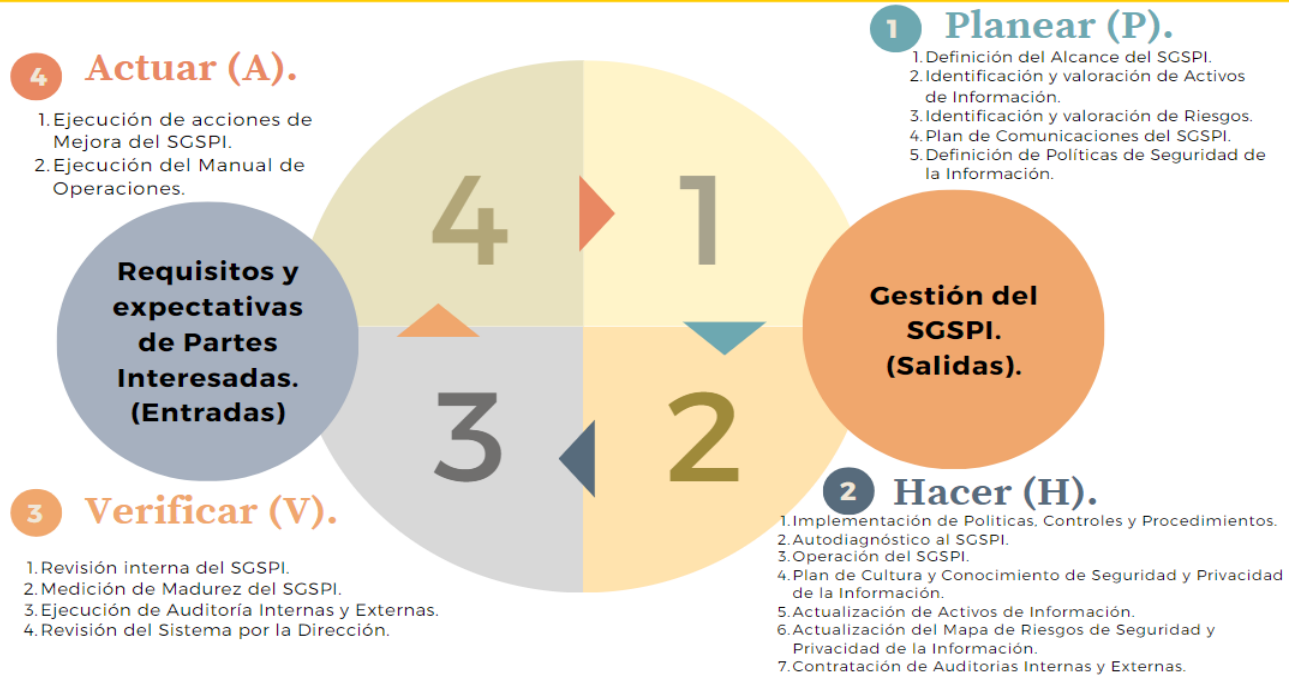 1 Planear (P).
1. Definición del Alcance del SGSPI.
2. Identificación y valoración de Activos
de Información.
3. Identificación y valoración de Riesgos.
4. Plan de Comunicaciones del SGSPI.
5. Definición de Políticas de Seguridad de
la Información.
4 Actuar (A).
1. Ejecución de acciones de
Mejora del SGSPI.
2. Ejecución del Manual de
Operaciones.
4
1
Requisitos y
expectativas
de Partes
Interesadas.
(Entradas)
Gestión del
SGSPI.
(Salidas).
3
2
3 Verificar (V).
1. Revisión interna del SGSPI.
2. Medición de Madurez del SGSPI.
3. Ejecución de Auditoría Internas y Externas.
4. Revisión del Sistema por la Dirección.
2 Hacer (H).
1. Implementación de Politicas, Controles y Procedimientos.
2. Autodiagnóstico al SGSPI.
3. Operación del SGSPI.
4. Plan de Cultura y Conocimiento de Seguridad y Privacidad
de la Información.
5. Actualización de Activos de Información.
6. Actualización del Mapa de Riesgos de Seguridad y
Privacidad de la Información.
7. Contratación de Auditorias Internas y Externas.